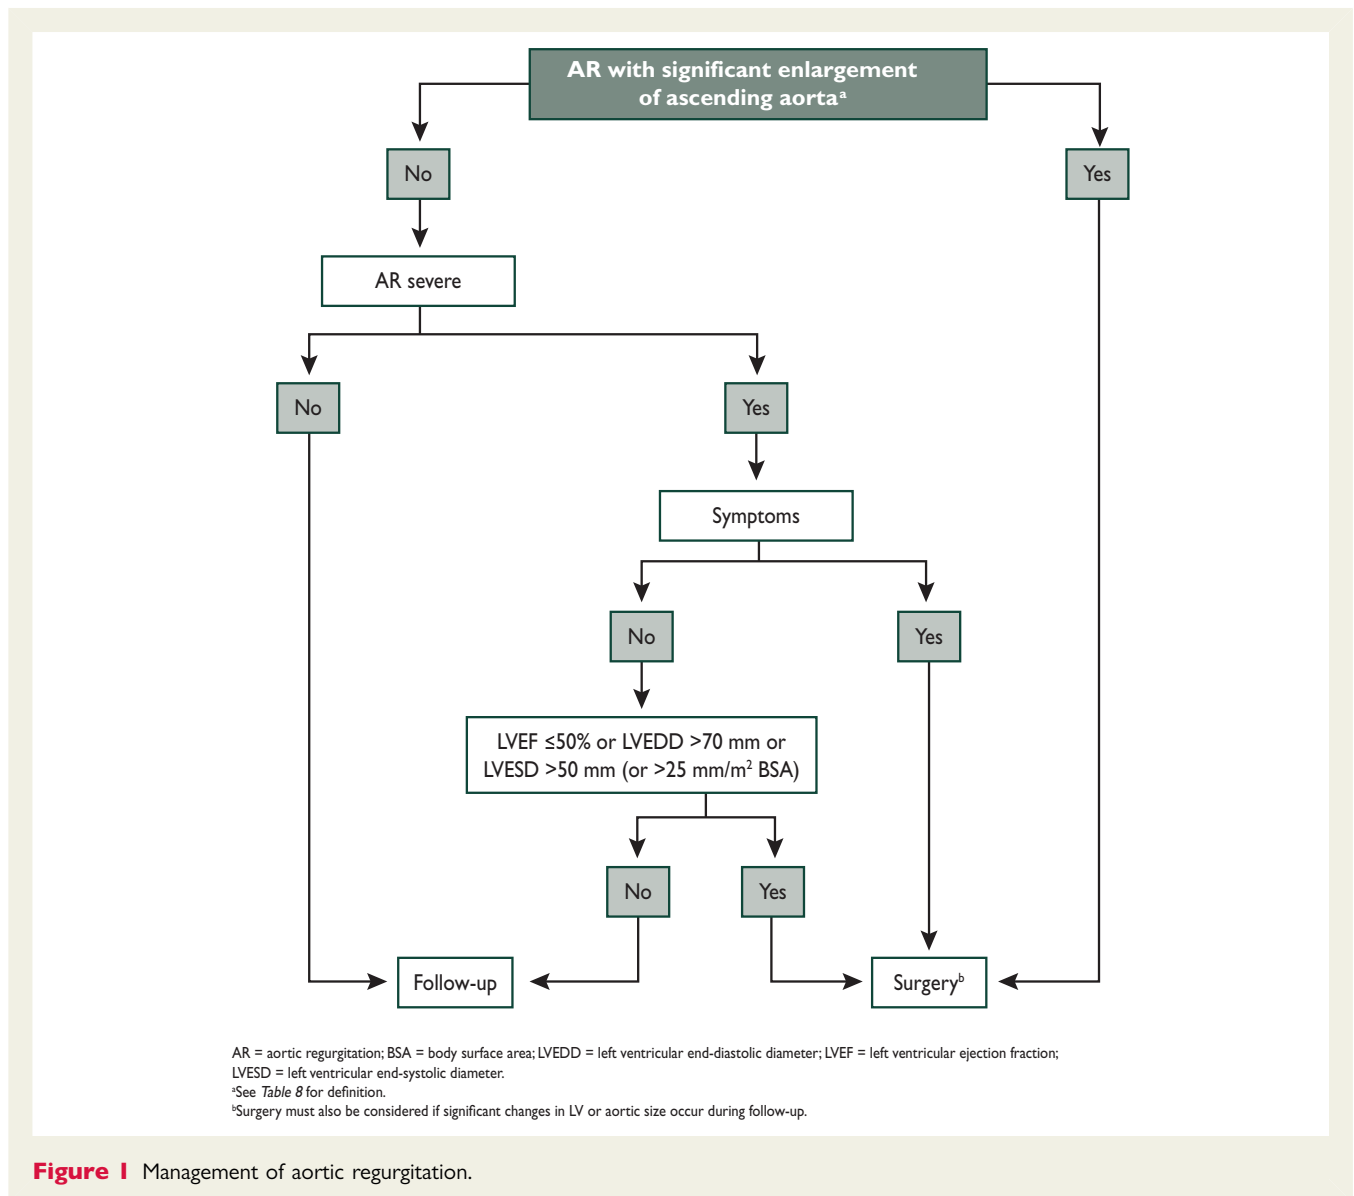 AR with significant enlargement
of ascending aortaᵃ
No
Yes
AR severe
No
Yes
Symptoms
No
Yes
LVEF ≤50% or LVEDD >70 mm or
LVESD >50 mm (or >25 mm/m² BSA)
No
Yes
Follow-up
Surgeryᵇ
AR = aortic regurgitation; BSA = body surface area; LVEDD = left ventricular end-diastolic diameter; LVEF = left ventricular ejection fraction;
LVESD = left ventricular end-systolic diameter.
ᵃSee Table 8 for definition.
ᵇSurgery must also be considered if significant changes in LV or aortic size occur during follow-up.
Figure 1 Management of aortic regurgitation.